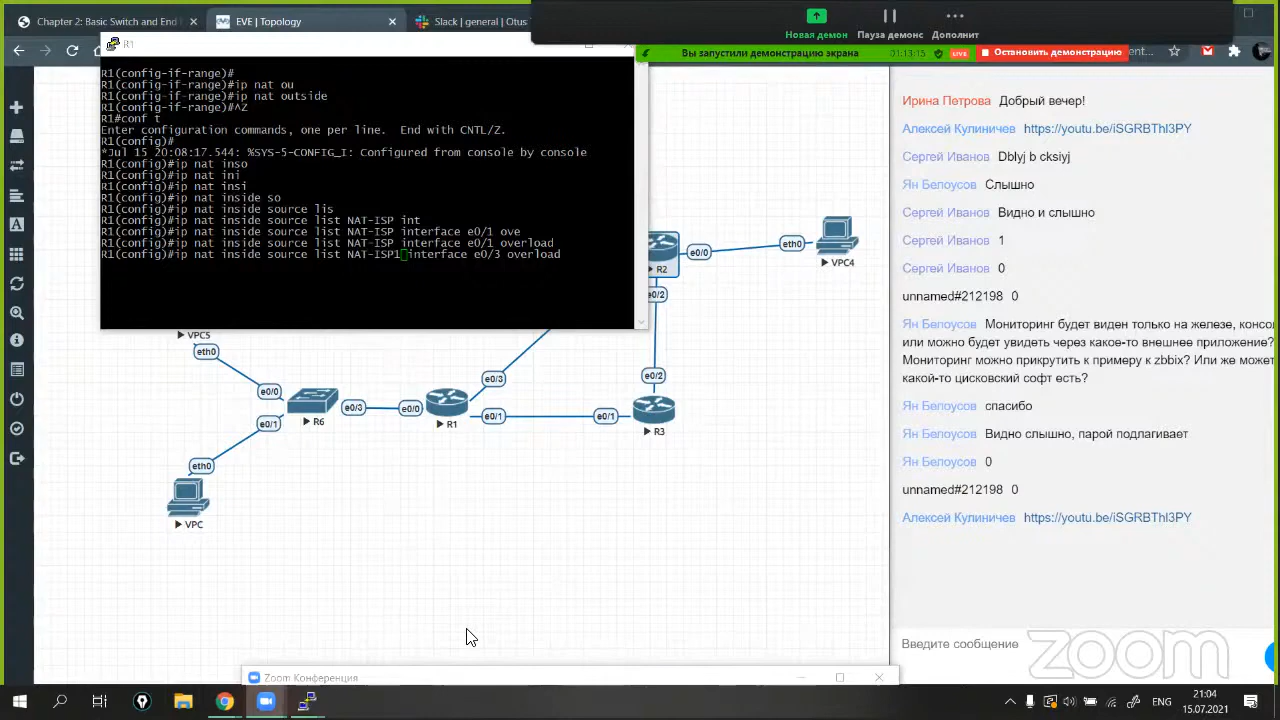 Chapter 2: Basic Switch and End
EVE | Topology
Slack | general | Otus
Новая демон
Пауза демонс
Дополнит
Вы запустили демонстрацию экрана
01:13:15
LIVE
Остановить демонстрацию
R1
R1(config-if-range)#
R1(config-if-range)#ip nat ou
R1(config-if-range)#ip nat outside
R1(config-if-range)#^Z
R1#conf t
Enter configuration commands, one per line.  End with CNTL/Z.
R1(config)#
*Jul 15 20:08:17.544: %SYS-5-CONFIG_I: Configured from console by console
R1(config)#ip nat inso
R1(config)#ip nat ini
R1(config)#ip nat insi
R1(config)#ip nat inside so
R1(config)#ip nat inside source lis
R1(config)#ip nat inside source list NAT-ISP int
R1(config)#ip nat inside source list NAT-ISP interface e0/1 ove
R1(config)#ip nat inside source list NAT-ISP interface e0/1 overload
R1(config)#ip nat inside source list NAT-ISP1 interface e0/3 overload
R2
e0/0
eth0
VPC4
e0/2
VPC5
eth0
e0/0
e0/3
e0/2
R6
e0/3
e0/0
R1
e0/1
e0/1
R3
e0/1
eth0
VPC
Ирина Петрова Добрый вечер!
Алексей Кулиничев https://youtu.be/iSGRBThl3PY
Сергей Иванов Dblyj b cksiyj
Ян Белоусов Слышно
Сергей Иванов Видно и слышно
Сергей Иванов 1
Сергей Иванов 0
unnamed#212198 0
Ян Белоусов Мониторинг будет виден только на железе, консо
или можно будет увидеть через какое-то внешнее приложение?
Мониторинг можно прикрутить к примеру к zbbix? Или же может
какой-то цисковский софт есть?
Ян Белоусов спасибо
Ян Белоусов Видно слышно, парой подлагивает
Ян Белоусов 0
unnamed#212198 0
Алексей Кулиничев https://youtu.be/iSGRBThl3PY
Введите сообщение
zoom
Zoom Конференция
ENG
21:04
15.07.2021